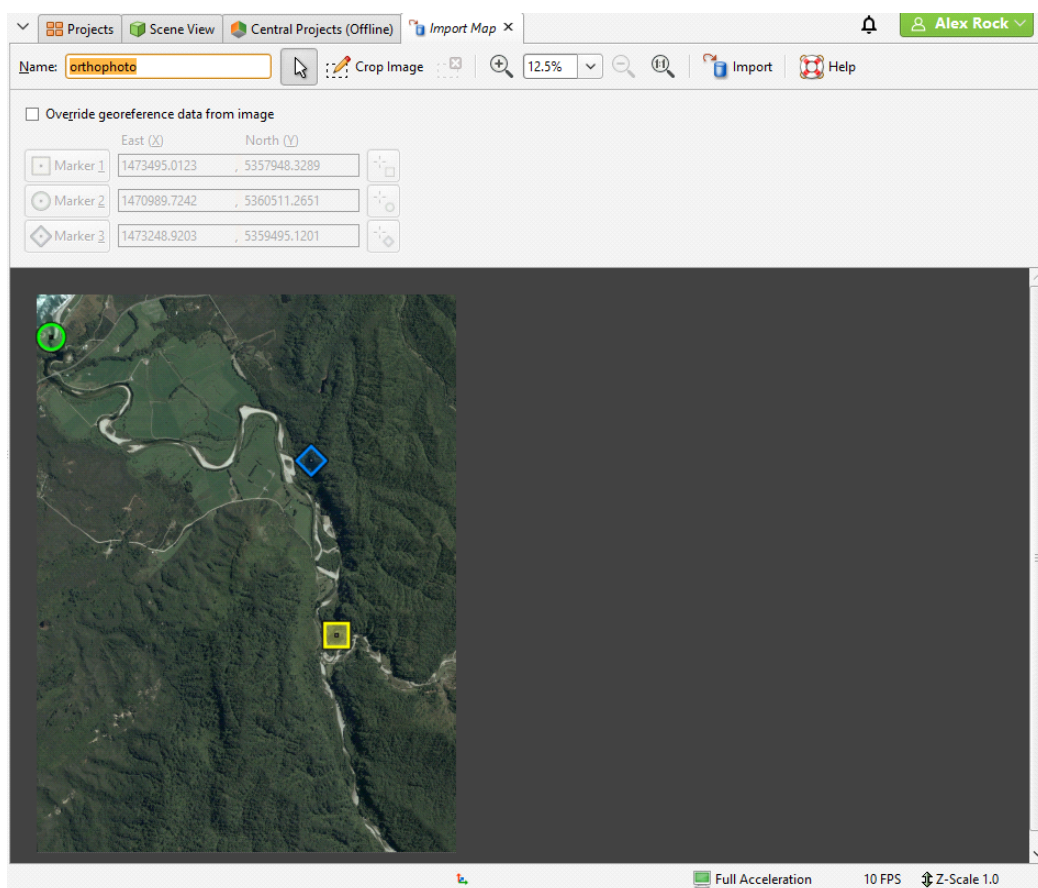 Projects Scene View Central Projects (Offline) Import Map Alex Rock
Name: orthophoto Crop Image 12.5% 1:1 Import Help
Override georeference data from image
East (X) North (Y)
Marker 1 1473495.0123 , 5357948.3289
Marker 2 1470989.7242 , 5360511.2651
Marker 3 1473248.9203 , 5359495.1201
Full Acceleration 10 FPS Z-Scale 1.0